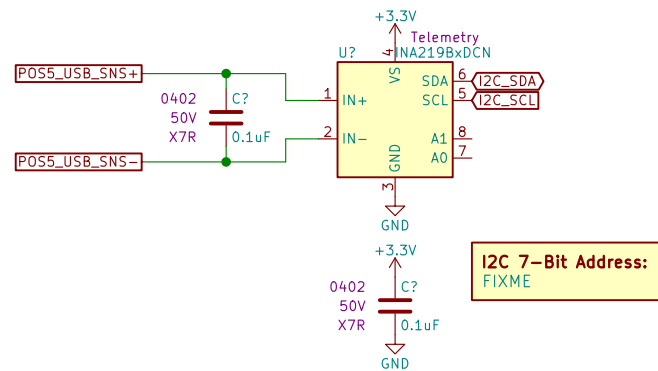 +3.3V
Telemetry
U?
INA219BxDCN
4
VS
POS5_USB_SNS+
SDA
6
I2C_SDA
0402
C?
1
IN+
SCL
5
I2C_SCL
50V
X7R
0.1uF
2
IN-
A1
8
GND
A0
7
POS5_USB_SNS-
3
GND
+3.3V
I2C 7-Bit Address:
FIXME
0402
C?
50V
X7R
0.1uF
GND